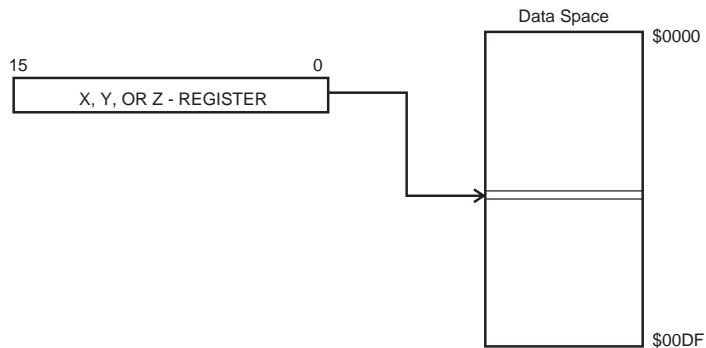 Data Space
$0000
15 0
X, Y, OR Z - REGISTER
$00DF